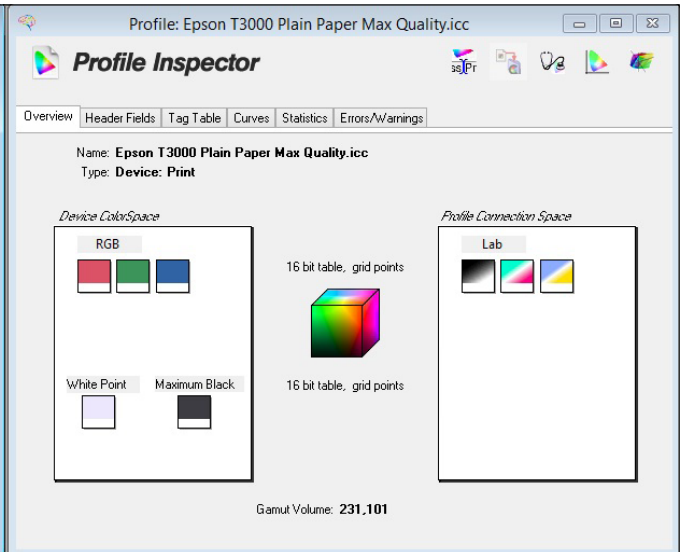 Profile: Epson T3000 Plain Paper Max Quality.icc
Profile Inspector
Overview Header Fields Tag Table Curves Statistics Errors/Warnings
Name: Epson T3000 Plain Paper Max Quality.icc
Type: Device: Print
Device ColorSpace
Profile Connection Space
RGB
Lab
16 bit table, grid points
White Point Maximum Black
16 bit table, grid points
Gamut Volume: 231,101